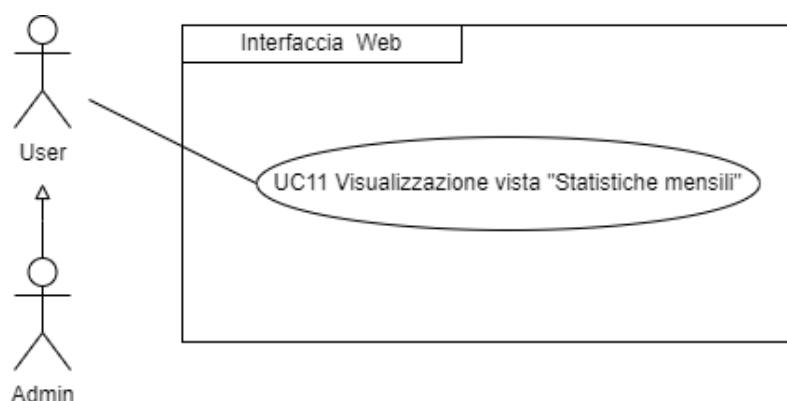 Interfaccia Web
User
UC11 Visualizzazione vista "Statistiche mensili"
Admin